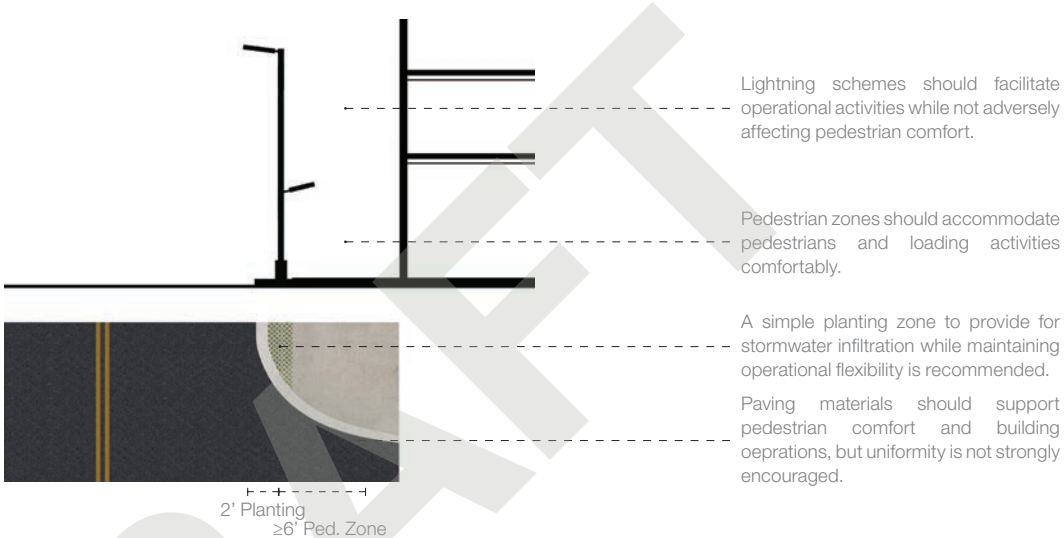 Lightning schemes should facilitate
operational activities while not adversely
affecting pedestrian comfort.
Pedestrian zones should accommodate
pedestrians and loading activities
comfortably.
A simple planting zone to provide for
stormwater infiltration while maintaining
operational flexibility is recommended.
Paving materials should support
pedestrian comfort and building
oeprations, but uniformity is not strongly
encouraged.
2’ Planting
≥6’ Ped. Zone
RAFT